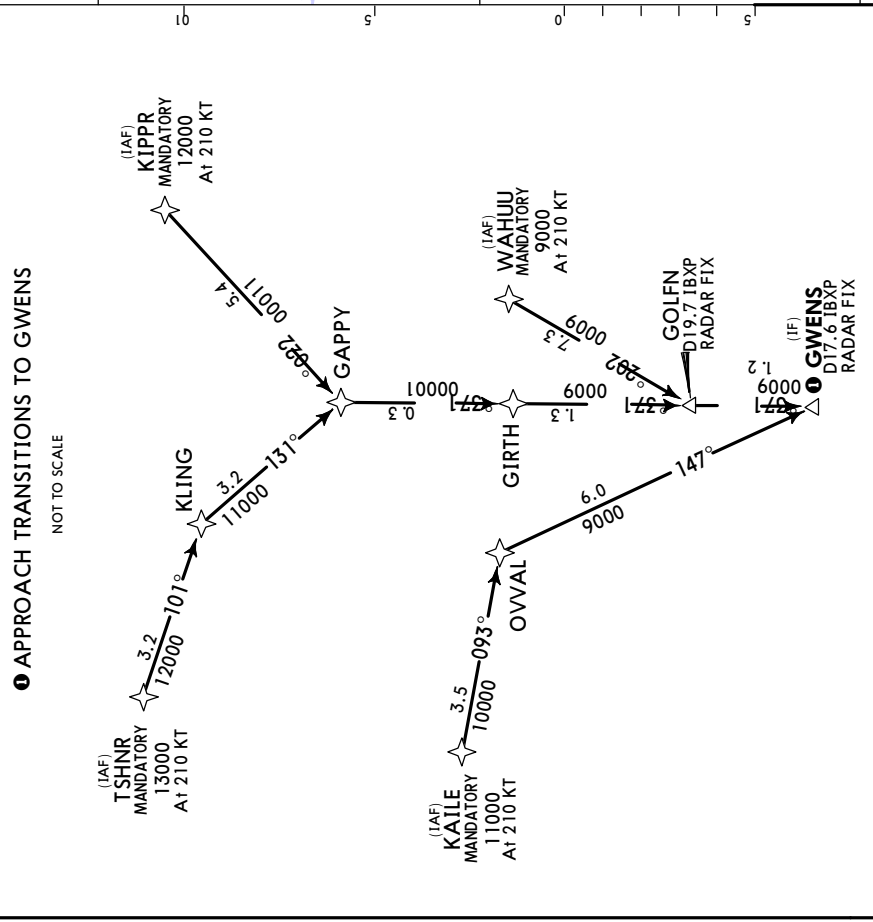 10
5
0
5
❶ APPROACH TRANSITIONS TO GWENS
NOT TO SCALE
(IAF)
TSHNR
MANDATORY
13000
At 210 KT
3.2
12000
101°
KLING
3.2
11000
131°
(IAF)
KIPPR
MANDATORY
12000
At 210 KT
5.4
11000
GAPPY
0.3
10000
GIRTH
1.3
9000
(IAF)
WAHUU
MANDATORY
9000
At 210 KT
7.3
9000
202°
GOLFN
D19.7 IBXP
RADAR FIX
1.2
9000
(IAF)
KAILE
MANDATORY
11000
At 210 KT
3.5
10000
093°
OVVAL
6.0
9000
147°
(IF)
❶ GWENS
D17.6 IBXP
RADAR FIX